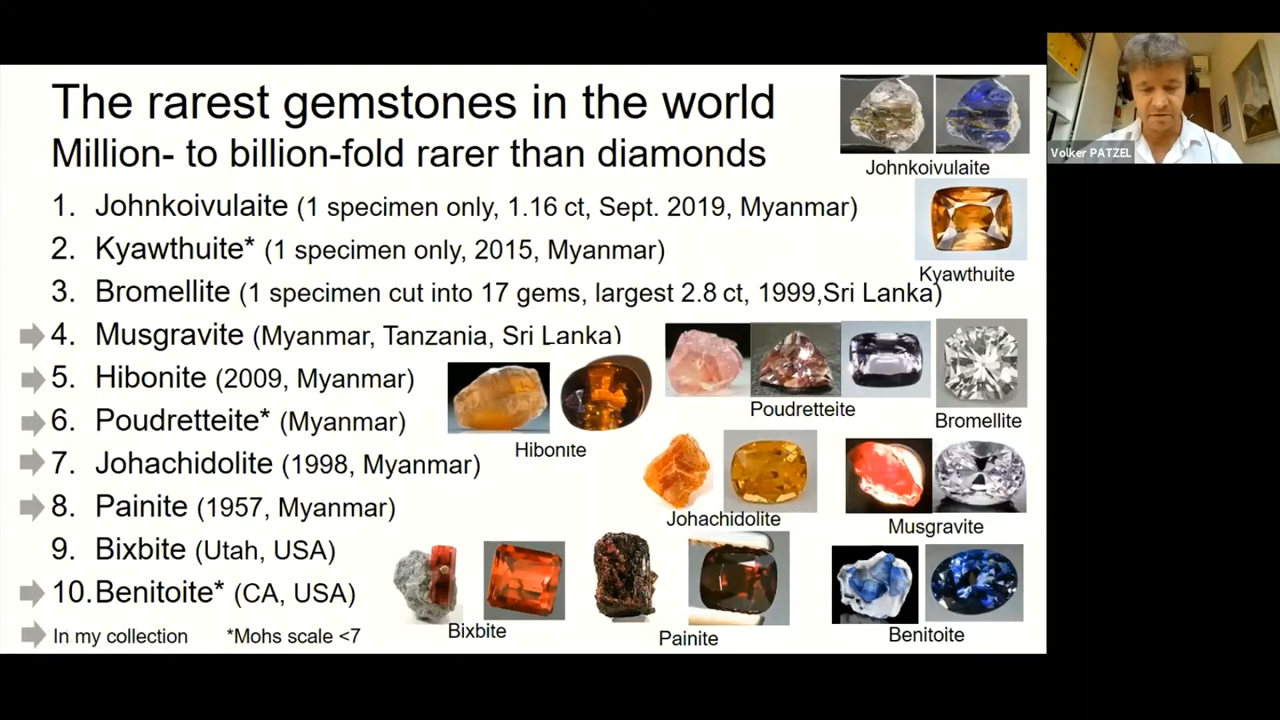 The rarest gemstones in the world
Million- to billion-fold rarer than diamonds
1. Johnkoivulaite (1 specimen only, 1.16 ct, Sept. 2019, Myanmar)
2. Kyawthuite* (1 specimen only, 2015, Myanmar)
3. Bromellite (1 specimen cut into 17 gems, largest 2.8 ct, 1999,Sri Lanka)
4. Musgravite (Myanmar, Tanzania, Sri Lanka)
5. Hibonite (2009, Myanmar)
6. Poudretteite* (Myanmar)
7. Johachidolite (1998, Myanmar)
8. Painite (1957, Myanmar)
9. Bixbite (Utah, USA)
10. Benitoite* (CA, USA)
In my collection *Mohs scale <7
Johnkoivulaite
Kyawthuite
Poudretteite
Bromellite
Hibonite
Johachidolite
Musgravite
Bixbite
Painite
Benitoite
Volker PATZEL